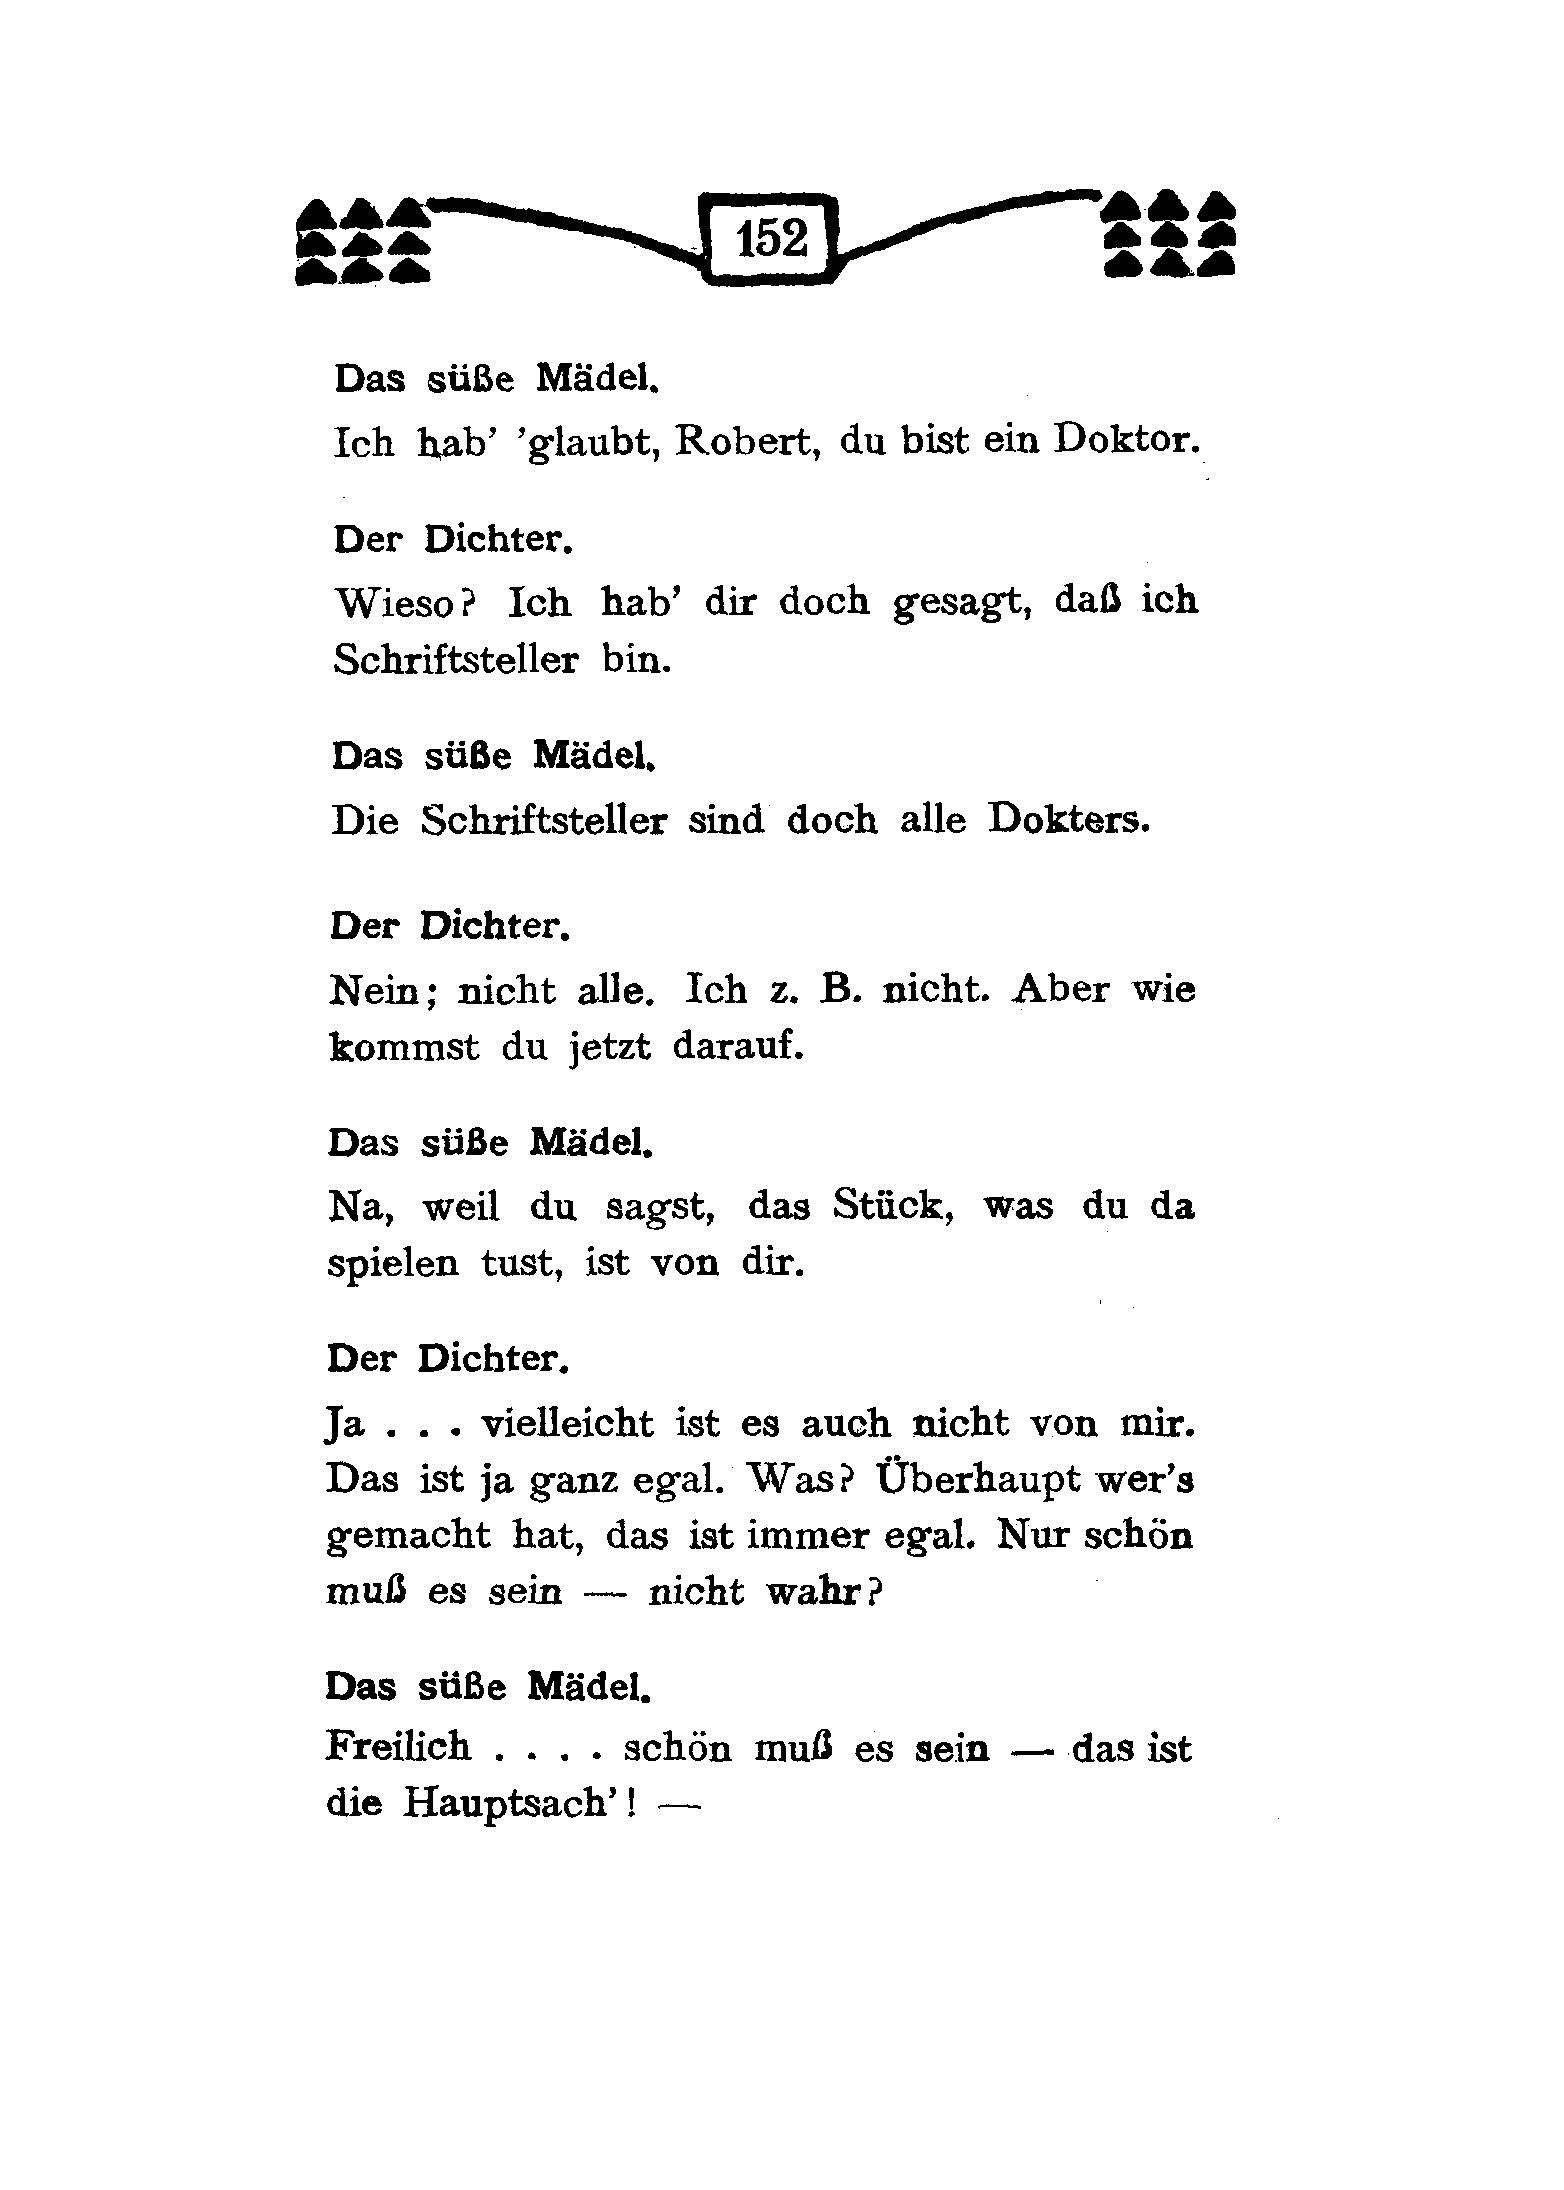 152
Das süße Mädel.
Ich hab’ ’glaubt, Robert, du bist ein Doktor.
Der Dichter.
Wieso? Ich hab’ dir doch gesagt, daß ich
Schriftsteller bin.
Das süße Mädel.
Die Schriftsteller sind doch alle Dokters.
Der Dichter.
Nein; nicht alle. Ich z. B. nicht. Aber wie
kommst du jetzt darauf.
Das süße Mädel.
Na, weil du sagst, das Stück, was du da
spielen tust, ist von dir.
Der Dichter.
Ja . . . vielleicht ist es auch nicht von mir.
Das ist ja ganz egal. Was? Überhaupt wer’s
gemacht hat, das ist immer egal. Nur schön
muß es sein — nicht wahr?
Das süße Mädel.
Freilich . . . . schön muß es sein — das ist
die Hauptsach’! —